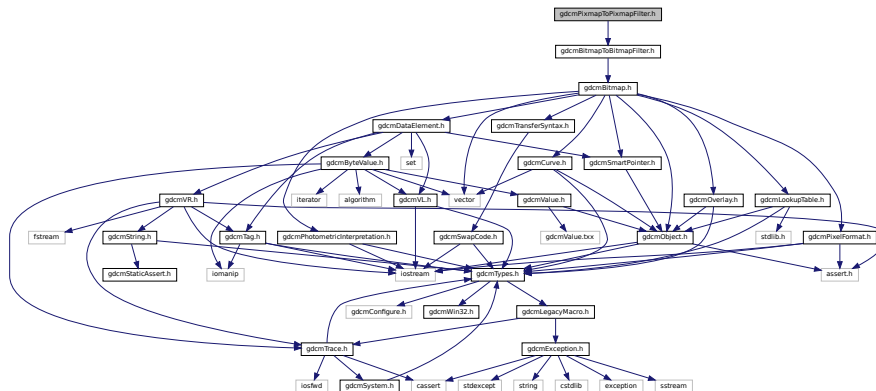 gdcmPixmapToPixmapFilter.h
gdcmBitmapToBitmapFilter.h
gdcmBitmap.h
gdcmDataElement.h
gdcmTransferSyntax.h
gdcmByteValue.h
set
gdcmCurve.h
gdcmSmartPointer.h
gdcmVR.h
iterator
algorithm
gdcmVL.h
vector
gdcmValue.h
gdcmOverlay.h
gdcmLookupTable.h
fstream
gdcmString.h
gdcmTag.h
gdcmPhotometricInterpretation.h
gdcmSwapCode.h
gdcmValue.txx
gdcmObject.h
stdlib.h
gdcmPixelFormat.h
gdcmStaticAssert.h
iomanip
iostream
gdcmTypes.h
assert.h
gdcmConfigure.h
gdcmWin32.h
gdcmLegacyMacro.h
gdcmTrace.h
gdcmException.h
iosfwd
gdcmSystem.h
cassert
stdexcept
string
cstdlib
exception
sstream